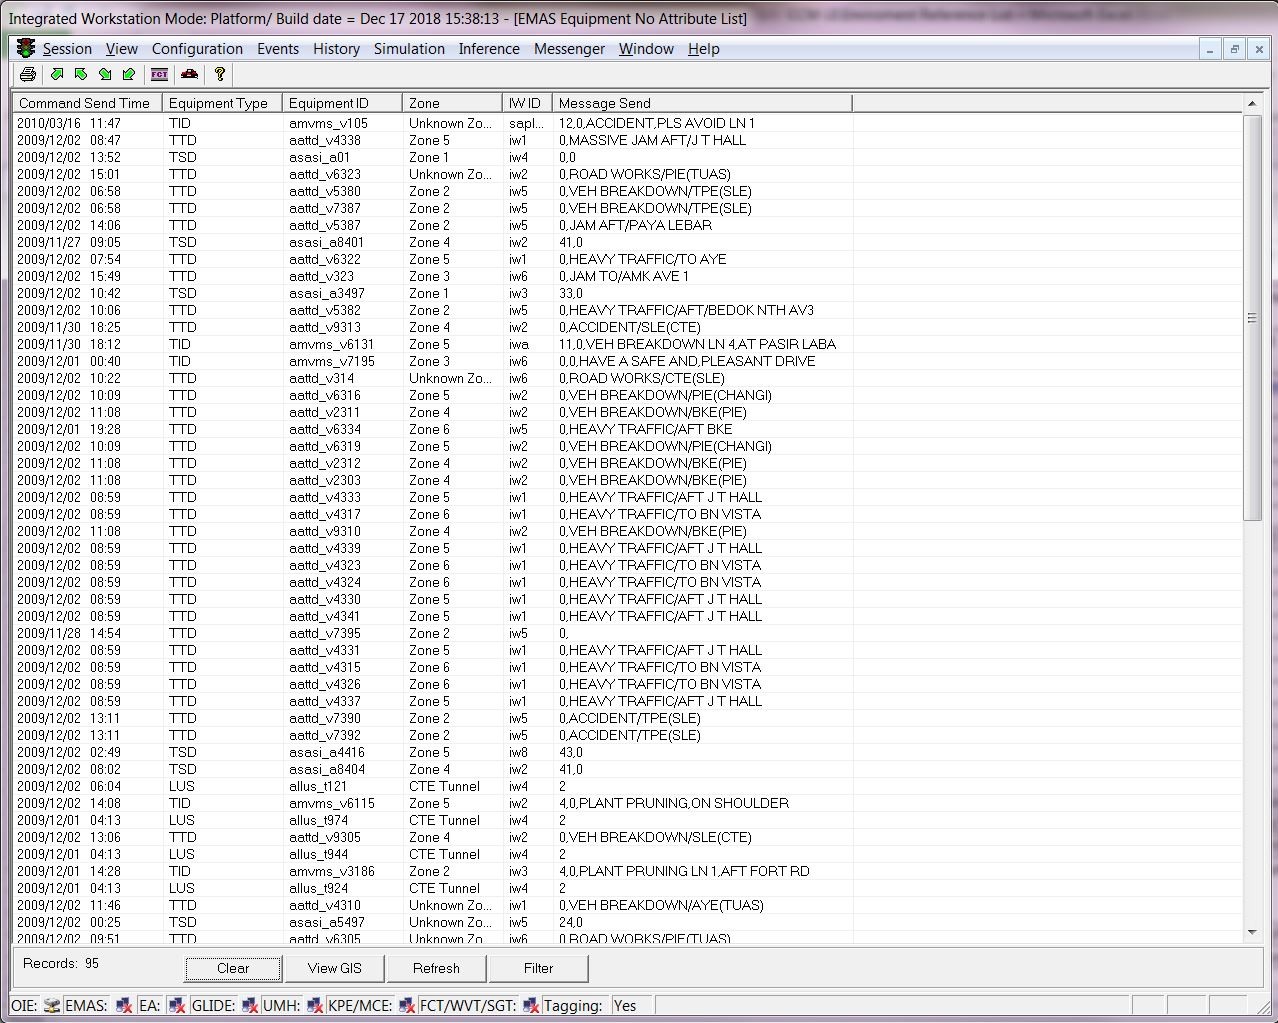 Integrated Workstation Mode: Platform/ Build date = Dec 17 2018 15:38:13 - [EMAS Equipment No Attribute List]
Session View Configuration Events History Simulation Inference Messenger Window Help
FCT ?
Command Send Time Equipment Type Equipment ID Zone IW ID Message Send
2010/03/16 11:47 TID amvms_v105 Unknown Zo... sapl... 12,0,ACCIDENT,PLS AVOID LN 1
2009/12/02 08:47 TTD aattd_v4338 Zone 5 iw1 0,MASSIVE JAM AFT/J T HALL
2009/12/02 13:52 TSD asasi_a01 Zone 1 iw4 0,0
2009/12/02 15:01 TTD aattd_v6323 Unknown Zo... iw2 0,ROAD WORKS/PIE(TUAS)
2009/12/02 06:58 TTD aattd_v5380 Zone 2 iw5 0,VEH BREAKDOWN/TPE(SLE)
2009/12/02 06:58 TTD aattd_v7387 Zone 2 iw5 0,VEH BREAKDOWN/TPE(SLE)
2009/12/02 14:06 TTD aattd_v5387 Zone 2 iw5 0,JAM AFT/PAYA LEBAR
2009/11/27 09:05 TSD asasi_a8401 Zone 4 iw2 41,0
2009/12/02 07:54 TTD aattd_v6322 Zone 5 iw1 0,HEAVY TRAFFIC/TO AYE
2009/12/02 15:49 TTD aattd_v323 Zone 3 iw6 0,JAM TO/AMK AVE 1
2009/12/02 10:42 TSD asasi_a3497 Zone 1 iw3 33,0
2009/12/02 10:06 TTD aattd_v5382 Zone 2 iw5 0,HEAVY TRAFFIC/AFT/BEDOK NTH AV3
2009/11/30 18:25 TTD aattd_v9313 Zone 4 iw2 0,ACCIDENT/SLE(CTE)
2009/11/30 18:12 TID amvms_v6131 Zone 5 iwa 11,0,VEH BREAKDOWN LN 4,AT PASIR LABA
2009/12/01 00:40 TID amvms_v7195 Zone 3 iw6 0,0,HAVE A SAFE AND,PLEASANT DRIVE
2009/12/02 10:22 TTD aattd_v314 Unknown Zo... iw6 0,ROAD WORKS/CTE(SLE)
2009/12/02 10:09 TTD aattd_v6316 Zone 5 iw2 0,VEH BREAKDOWN/PIE(CHANGI)
2009/12/02 11:08 TTD aattd_v2311 Zone 4 iw2 0,VEH BREAKDOWN/BKE(PIE)
2009/12/01 19:28 TTD aattd_v6334 Zone 6 iw5 0,HEAVY TRAFFIC/AFT BKE
2009/12/02 10:09 TTD aattd_v6319 Zone 5 iw2 0,VEH BREAKDOWN/PIE(CHANGI)
2009/12/02 11:08 TTD aattd_v2312 Zone 4 iw2 0,VEH BREAKDOWN/BKE(PIE)
2009/12/02 11:08 TTD aattd_v2303 Zone 4 iw2 0,VEH BREAKDOWN/BKE(PIE)
2009/12/02 08:59 TTD aattd_v4333 Zone 5 iw1 0,HEAVY TRAFFIC/AFT J T HALL
2009/12/02 08:59 TTD aattd_v4317 Zone 6 iw1 0,HEAVY TRAFFIC/TO BN VISTA
2009/12/02 11:08 TTD aattd_v9310 Zone 4 iw2 0,VEH BREAKDOWN/BKE(PIE)
2009/12/02 08:59 TTD aattd_v4339 Zone 5 iw1 0,HEAVY TRAFFIC/AFT J T HALL
2009/12/02 08:59 TTD aattd_v4323 Zone 6 iw1 0,HEAVY TRAFFIC/TO BN VISTA
2009/12/02 08:59 TTD aattd_v4324 Zone 6 iw1 0,HEAVY TRAFFIC/TO BN VISTA
2009/12/02 08:59 TTD aattd_v4330 Zone 5 iw1 0,HEAVY TRAFFIC/AFT J T HALL
2009/12/02 08:59 TTD aattd_v4341 Zone 5 iw1 0,HEAVY TRAFFIC/AFT J T HALL
2009/11/28 14:54 TTD aattd_v7395 Zone 2 iw5 0,
2009/12/02 08:59 TTD aattd_v4331 Zone 5 iw1 0,HEAVY TRAFFIC/AFT J T HALL
2009/12/02 08:59 TTD aattd_v4315 Zone 6 iw1 0,HEAVY TRAFFIC/TO BN VISTA
2009/12/02 08:59 TTD aattd_v4326 Zone 6 iw1 0,HEAVY TRAFFIC/TO BN VISTA
2009/12/02 08:59 TTD aattd_v4337 Zone 5 iw1 0,HEAVY TRAFFIC/AFT J T HALL
2009/12/02 13:11 TTD aattd_v7390 Zone 2 iw5 0,ACCIDENT/TPE(SLE)
2009/12/02 13:11 TTD aattd_v7392 Zone 2 iw5 0,ACCIDENT/TPE(SLE)
2009/12/02 02:49 TSD asasi_a4416 Zone 5 iw8 43,0
2009/12/02 08:02 TSD asasi_a8404 Zone 4 iw2 41,0
2009/12/02 06:04 LUS allus_t121 CTE Tunnel iw4 2
2009/12/02 14:08 TID amvms_v6115 Zone 5 iw2 4,0,PLANT PRUNING,ON SHOULDER
2009/12/01 04:13 LUS allus_t974 CTE Tunnel iw4 2
2009/12/02 13:06 TTD aattd_v9305 Zone 4 iw2 0,VEH BREAKDOWN/SLE(CTE)
2009/12/01 04:13 LUS allus_t944 CTE Tunnel iw4 2
2009/12/01 14:28 TID amvms_v3186 Zone 2 iw3 4,0,PLANT PRUNING LN 1,AFT FORT RD
2009/12/01 04:13 LUS allus_t924 CTE Tunnel iw4 2
2009/12/02 11:46 TTD aattd_v4310 Unknown Zo... iw1 0,VEH BREAKDOWN/AYE(TUAS)
2009/12/02 00:25 TSD asasi_a5497 Unknown Zo... iw5 24,0
2009/12/02 09:51 TTD aattd_v6305 Unknown Zo... iw6 0,ROAD WORKS/PIE(TUAS)
Records: 95 Clear View GIS Refresh Filter
OIE: EMAS: EA: GLIDE: UMH: KPE/MCE: FCT/WVT/SGT: Tagging: Yes